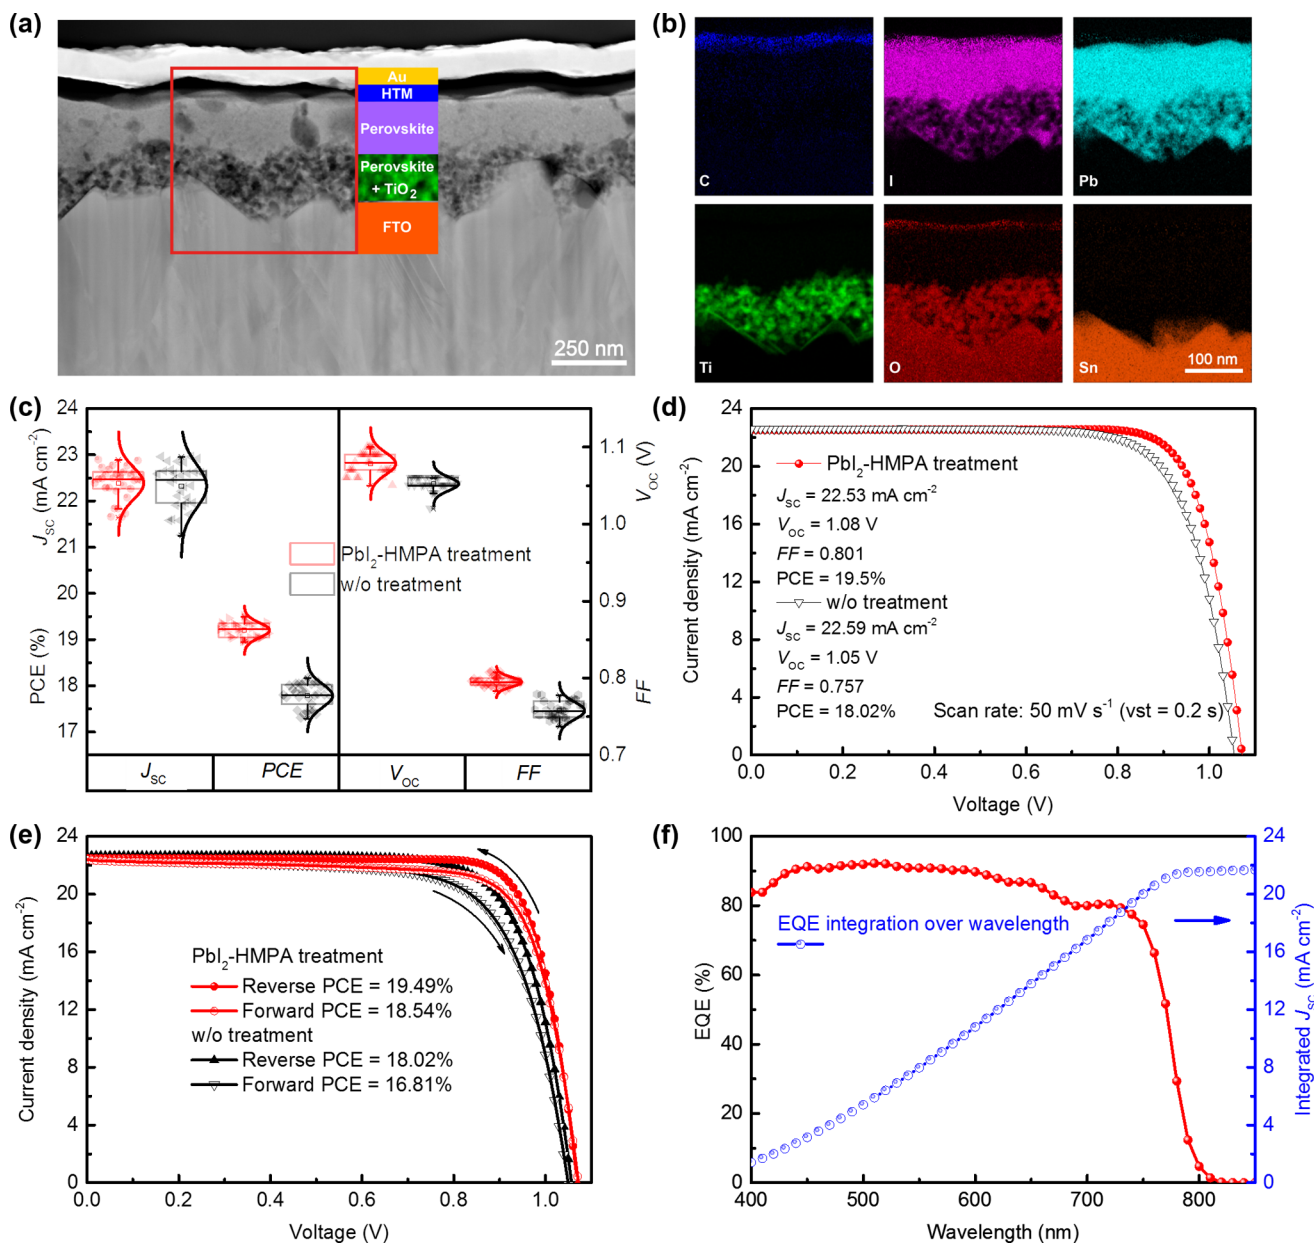 (a)
Au
HTM
Perovskite
Perovskite
+ TiO₂
FTO
250 nm
(b)
C
I
Pb
Ti
O
Sn
100 nm
(c)
24
23
22
21
20
19
18
17
J_SC (mA cm⁻²)
PCE (%)
1.1
1.0
0.9
0.8
0.7
V_OC (V)
FF
PbI₂-HMPA treatment
w/o treatment
J_SC
PCE
V_OC
FF
(d)
24
20
16
12
8
4
0
Current density (mA cm⁻²)
PbI₂-HMPA treatment
J_SC = 22.53 mA cm⁻²
V_OC = 1.08 V
FF = 0.801
PCE = 19.5%
w/o treatment
J_SC = 22.59 mA cm⁻²
V_OC = 1.05 V
FF = 0.757
PCE = 18.02%
Scan rate: 50 mV s⁻¹ (vst = 0.2 s)
0.0 0.2 0.4 0.6 0.8 1.0
Voltage (V)
(e)
24
20
16
12
8
4
0
Current density (mA cm⁻²)
PbI₂-HMPA treatment
Reverse PCE = 19.49%
Forward PCE = 18.54%
w/o treatment
Reverse PCE = 18.02%
Forward PCE = 16.81%
0.0 0.2 0.4 0.6 0.8 1.0
Voltage (V)
(f)
100
80
60
40
20
0
EQE (%)
EQE integration over wavelength
24
20
16
12
8
4
0
Integrated J_SC (mA cm⁻²)
400 500 600 700 800
Wavelength (nm)